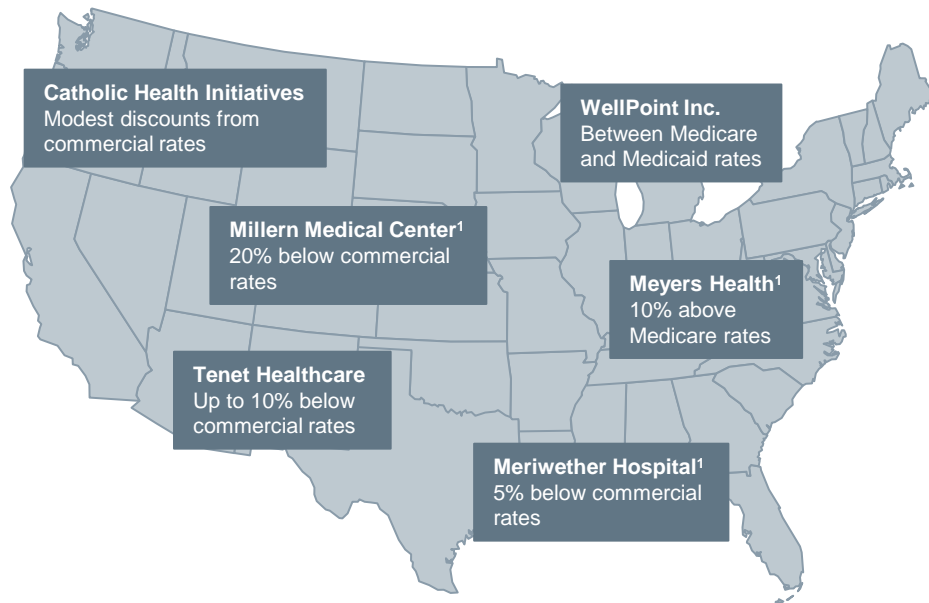 Catholic Health Initiatives
Modest discounts from
commercial rates
WellPoint Inc.
Between Medicare
and Medicaid rates
Millern Medical Center¹
20% below commercial
rates
Meyers Health¹
10% above
Medicare rates
Tenet Healthcare
Up to 10% below
commercial rates
Meriwether Hospital¹
5% below commercial
rates